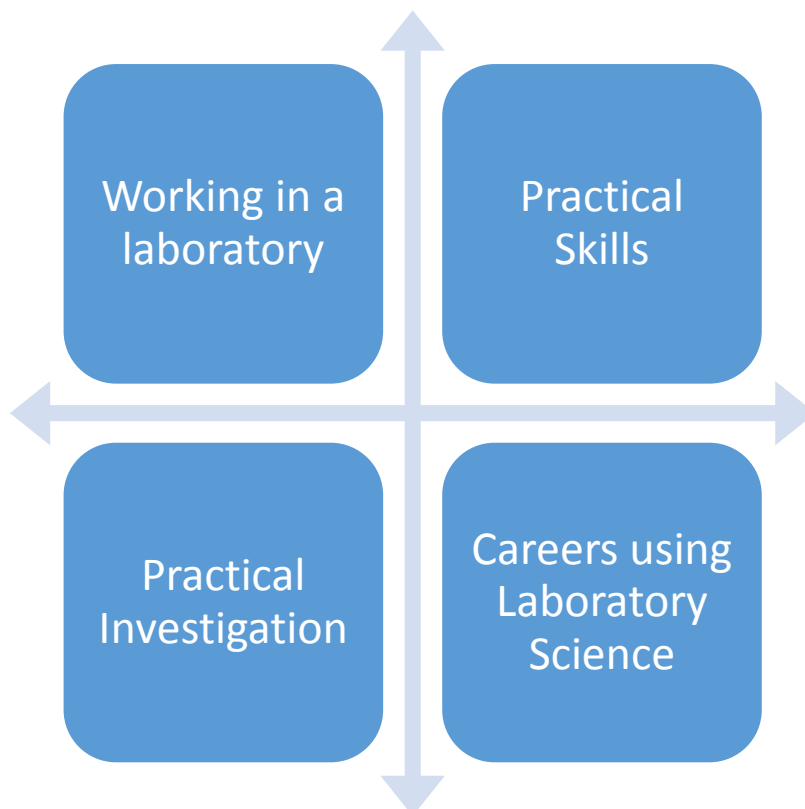 Working in a
laboratory
Practical
Skills
Practical
Investigation
Careers using
Laboratory
Science